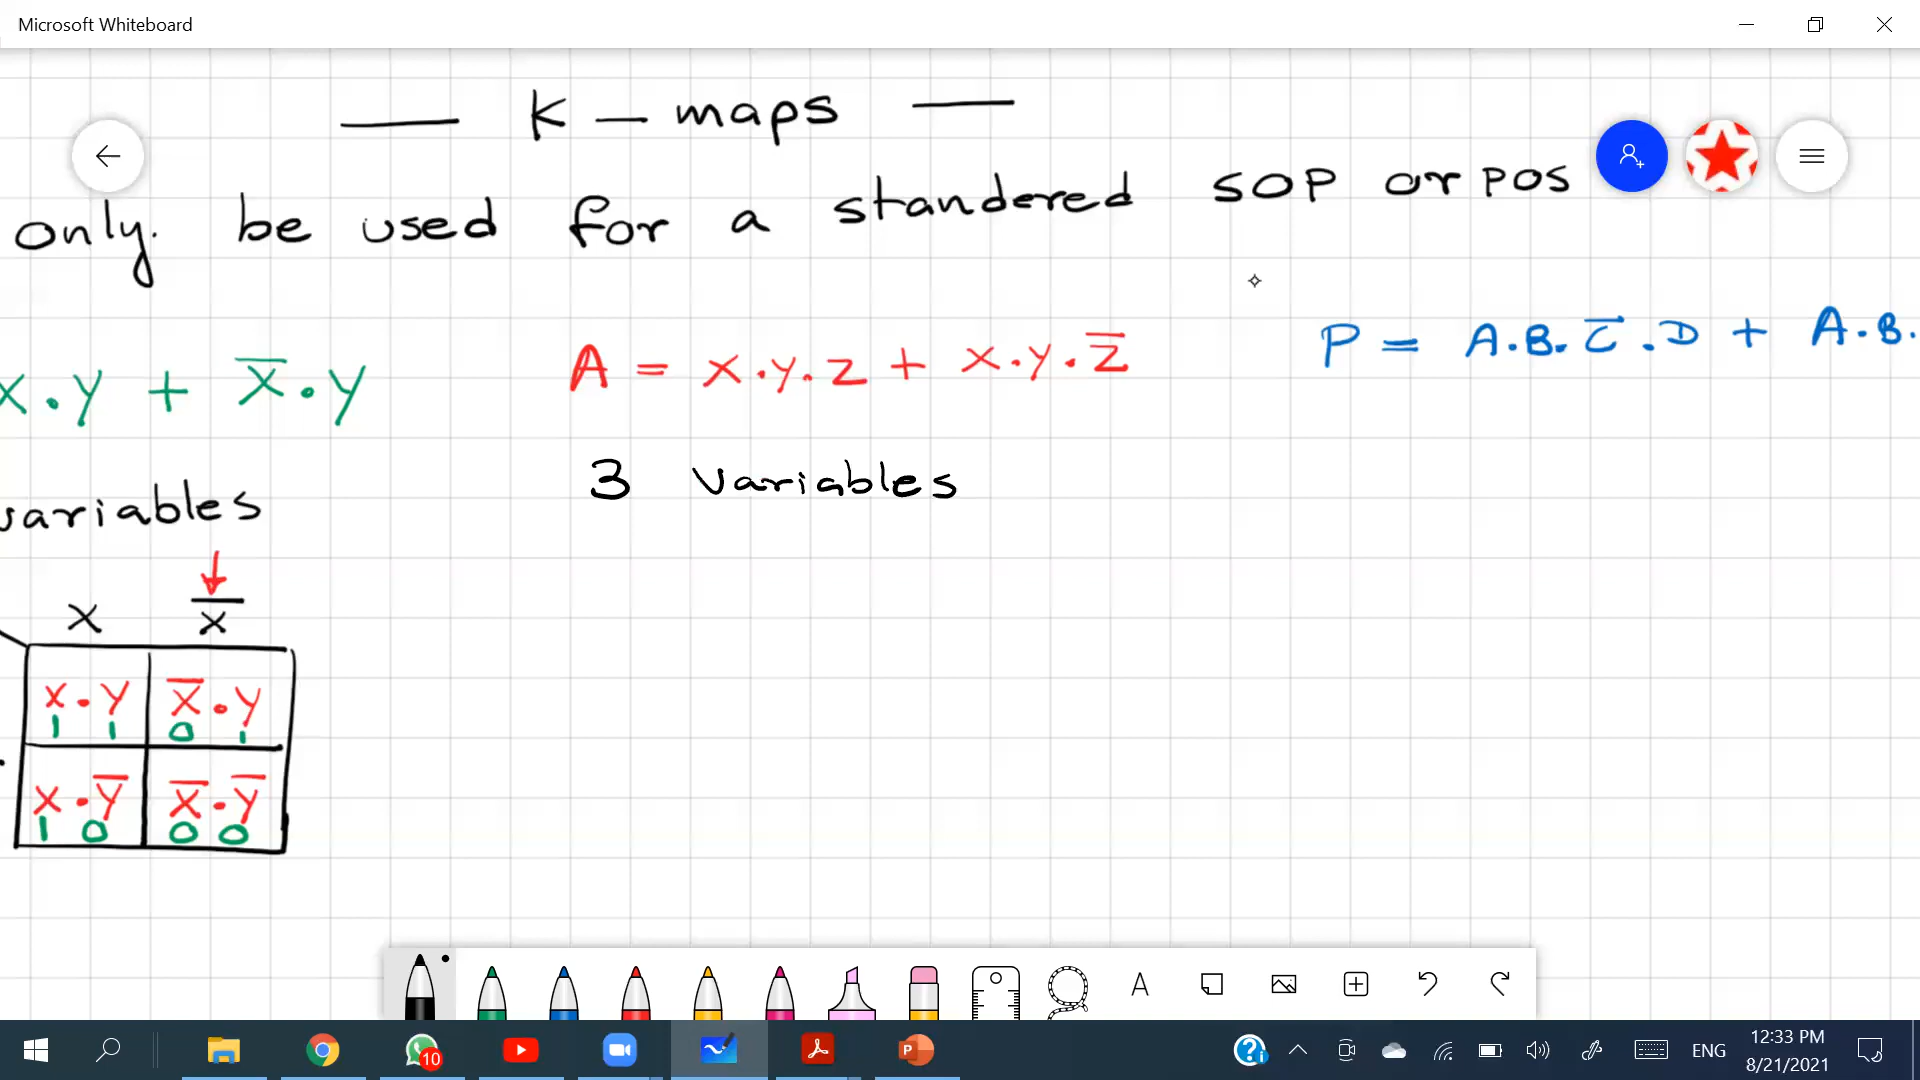 Microsoft Whiteboard
— K – maps —
only. be used for a standered SOP or POS
X.Y + X̅.Y
A = X.Y.Z + X.Y.Z̅
P = A.B.C̅.D + A.B.
3 variables
variables
X X̅
X.Y X̅.Y
1 1 0 1
X.Y̅ X̅.Y̅
1 0 0 0
A
10
ENG
12:33 PM
8/21/2021